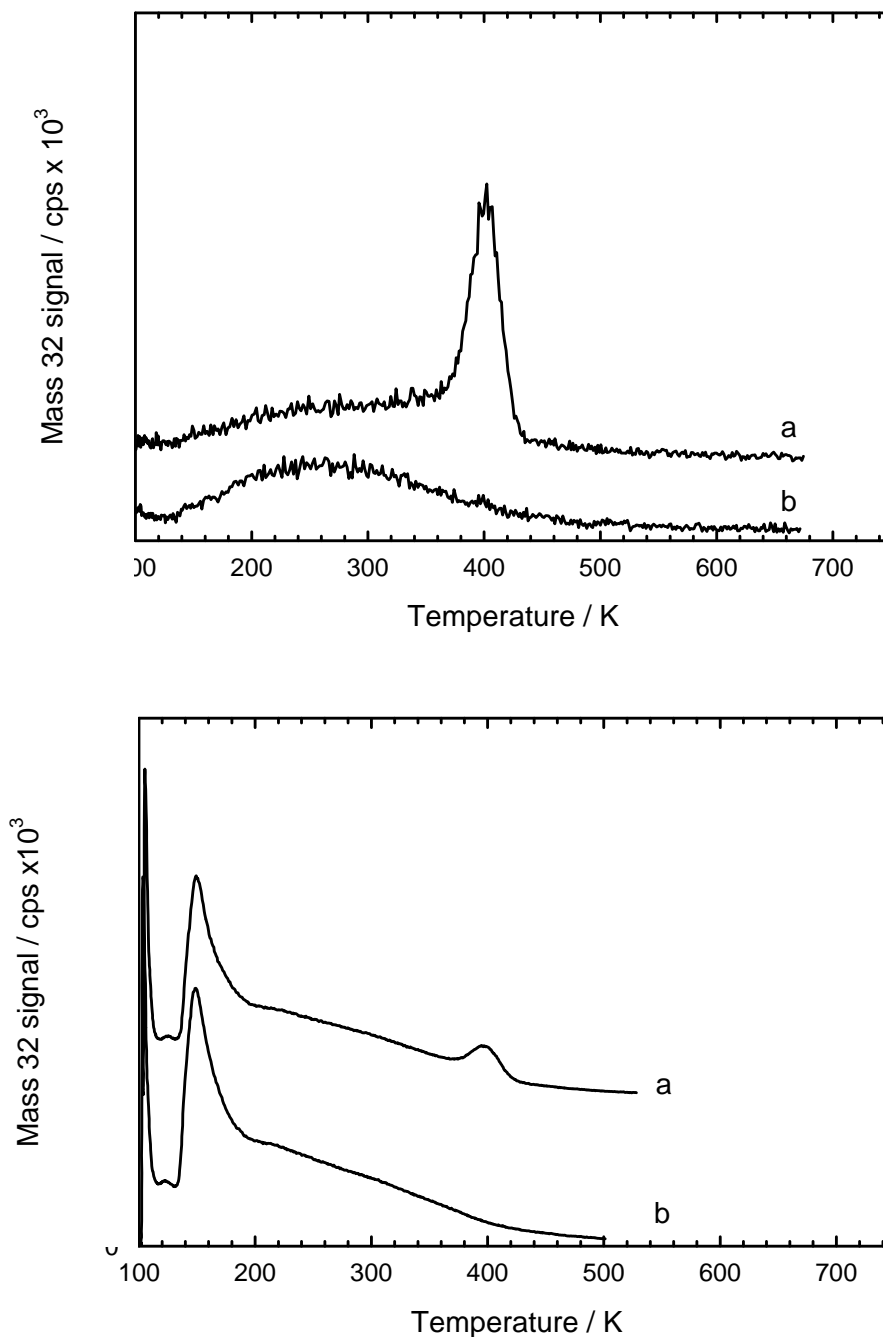 Mass 32 signal / cps x 10³
a
b
00 200 300 400 500 600 700
Temperature / K
Mass 32 signal / cps x10³
a
b
0
100 200 300 400 500 600 700
Temperature / K